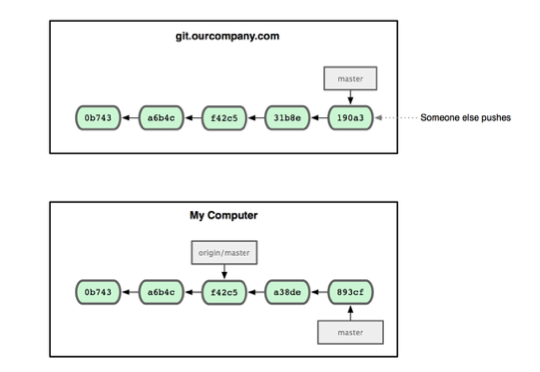 git.ourcompany.com
master
0b743
a6b4c
f42c5
31b8e
190a3
Someone else pushes
My Computer
origin/master
0b743
a6b4c
f42c5
a38de
893cf
master